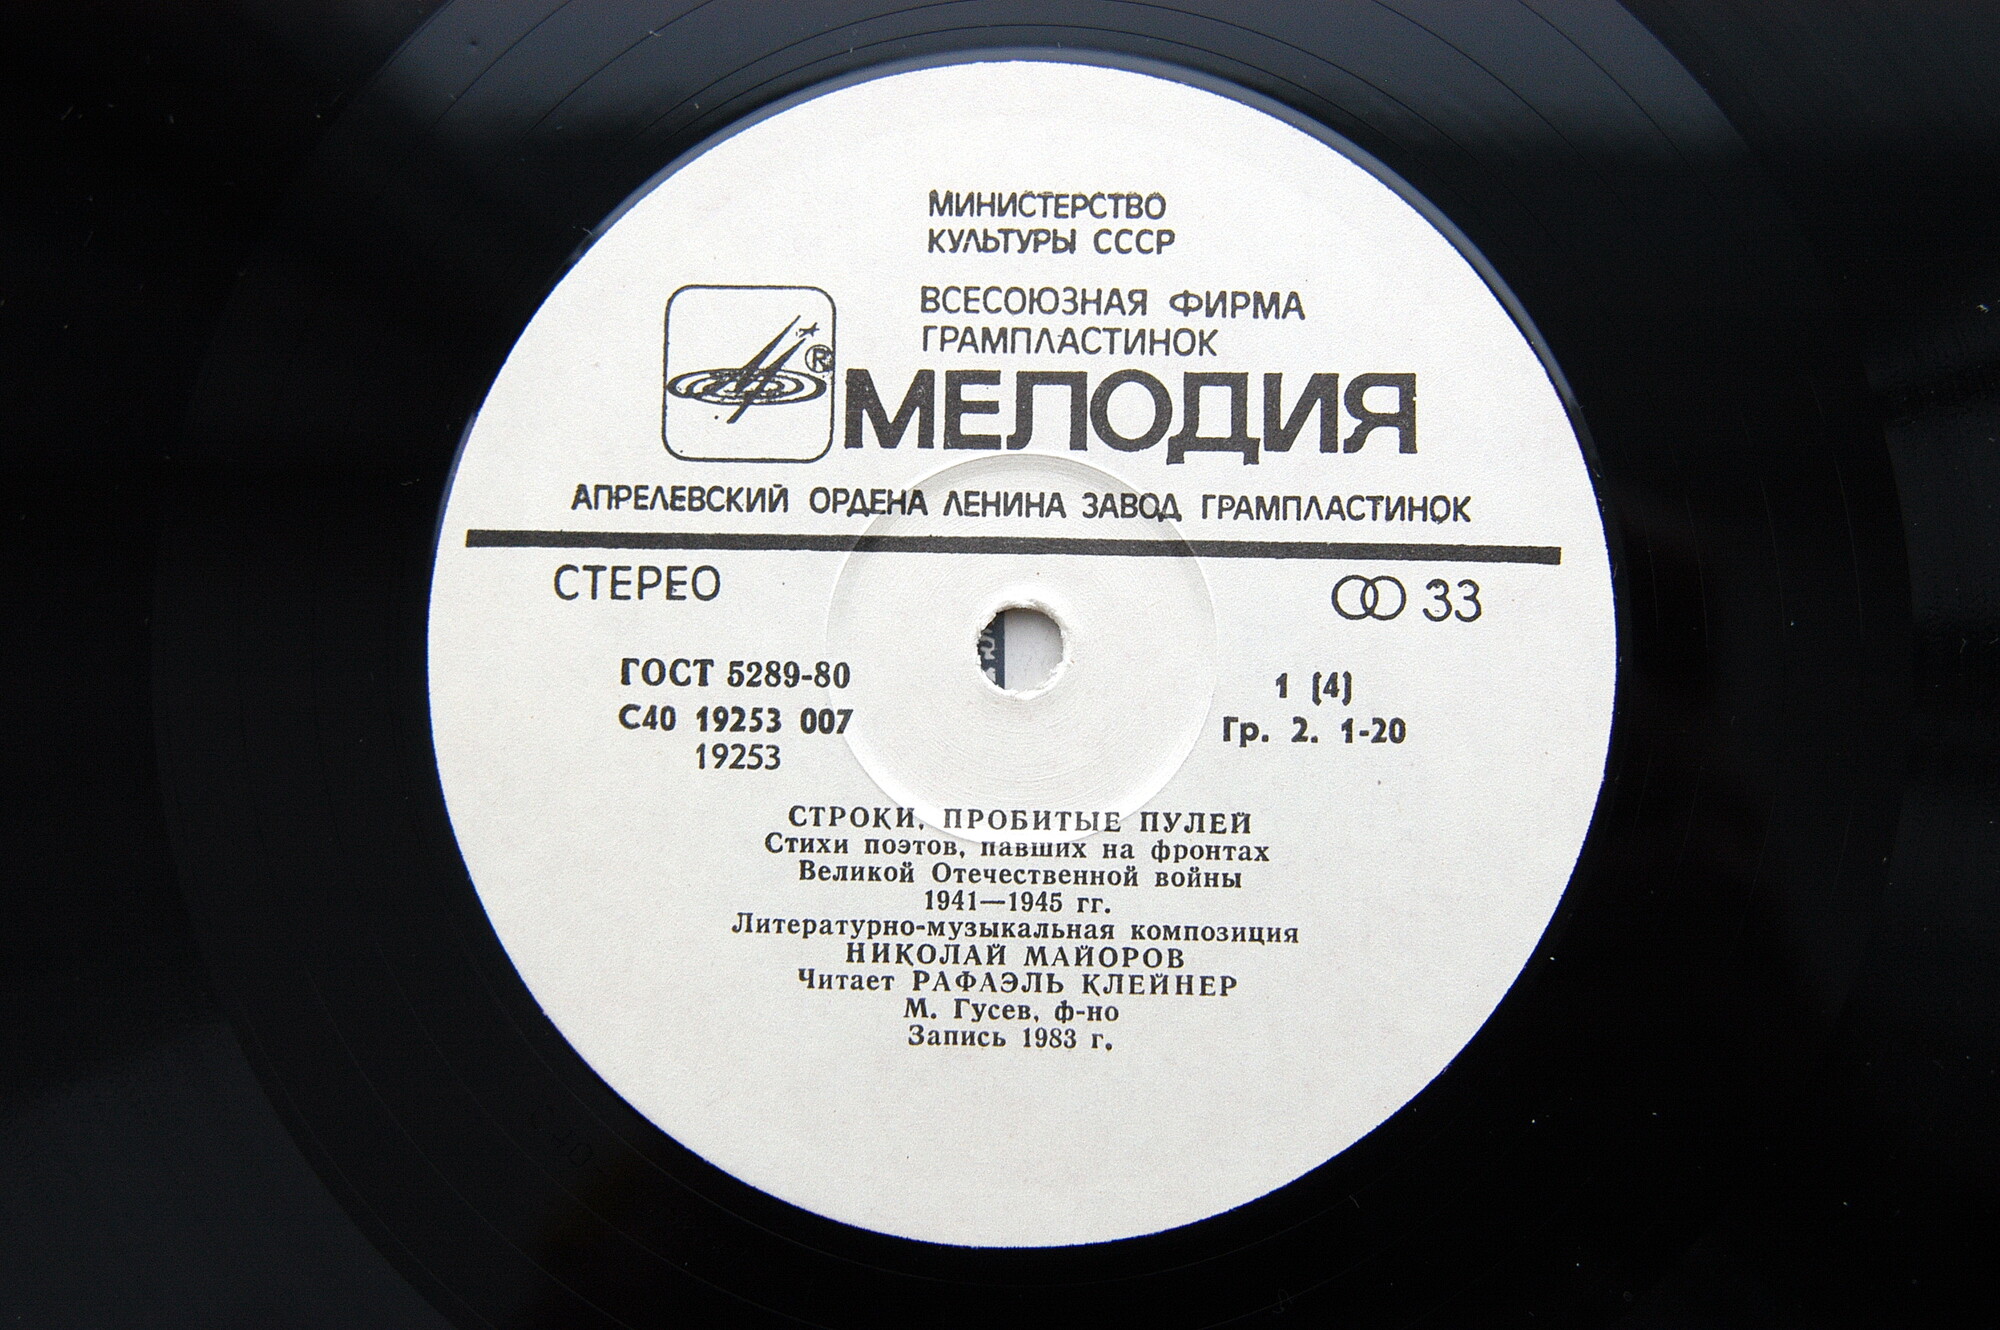 МИНИСТЕРСТВО
КУЛЬТУРЫ СССР
ВСЕСОЮЗНАЯ ФИРМА
ГРАМПЛАСТИНОК
®
МЕЛОДИЯ
АПРЕЛЕВСКИЙ ОРДЕНА ЛЕНИНА ЗАВОД ГРАМПЛАСТИНОК
СТЕРЕО
33
ГОСТ 5289-80
С40 19253 007
19253
1 (4)
Гр. 2. 1-20
СТРОКИ, ПРОБИТЫЕ ПУЛЕЙ
Стихи поэтов, павших на фронтах
Великой Отечественной войны
1941—1945 гг.
Литературно-музыкальная композиция
НИКОЛАЙ МАЙОРОВ
Читает РАФАЭЛЬ КЛЕЙНЕР
М. Гусев, ф-но
Запись 1983 г.